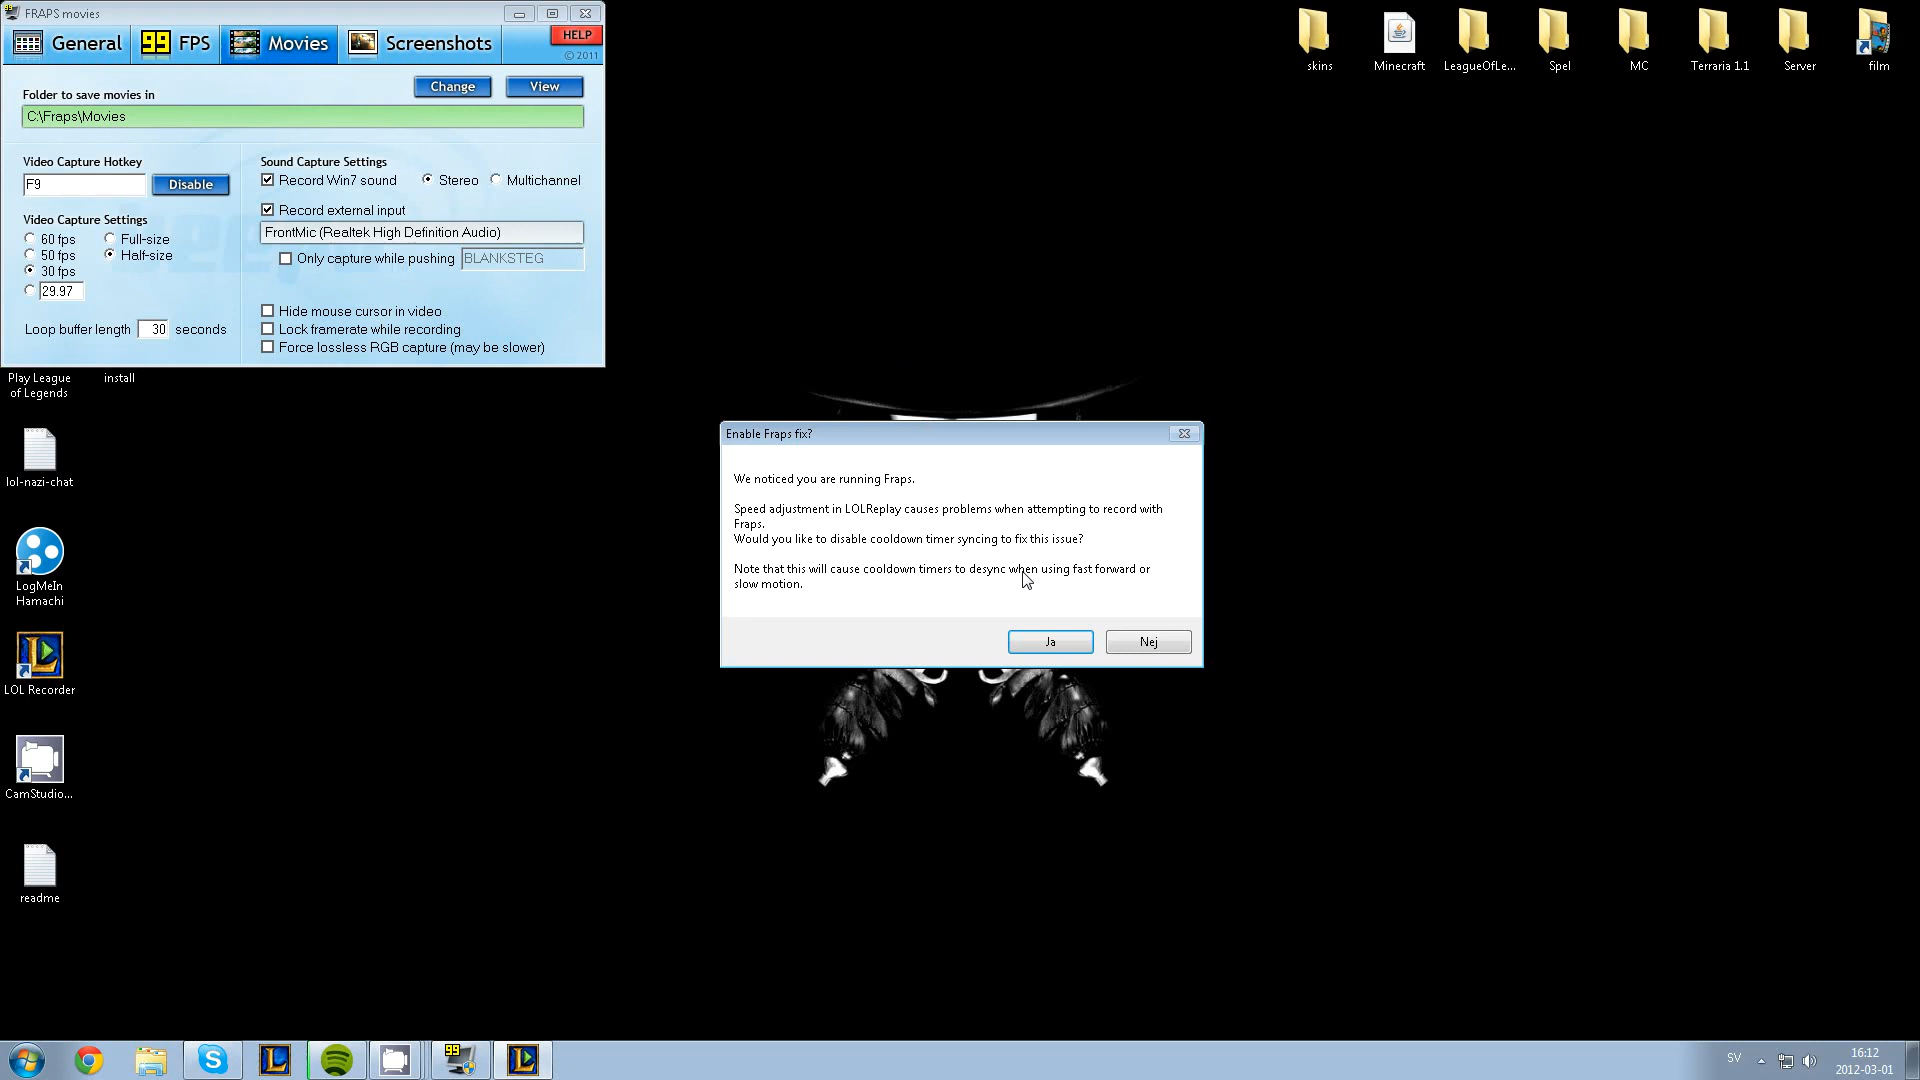 FRAPS movies
General
99 FPS
Movies
Screenshots
HELP
© 2011
Folder to save movies in
Change
View
C:\Fraps\Movies
Video Capture Hotkey
F9
Disable
Video Capture Settings
60 fps
Full-size
50 fps
Half-size
30 fps
29.97
Loop buffer length 30 seconds
Sound Capture Settings
Record Win7 sound
Stereo
Multichannel
Record external input
FrontMic (Realtek High Definition Audio)
Only capture while pushing BLANKSTEG
Hide mouse cursor in video
Lock framerate while recording
Force lossless RGB capture (may be slower)
skins
Minecraft
LeagueOfLe...
Spel
MC
Terraria 1.1
Server
film
Play League
of Legends
install
lol-nazi-chat
LogMeIn
Hamachi
LOL Recorder
CamStudio...
readme
Enable Fraps fix?
We noticed you are running Fraps.
Speed adjustment in LOLReplay causes problems when attempting to record with
Fraps.
Would you like to disable cooldown timer syncing to fix this issue?
Note that this will cause cooldown timers to desync when using fast forward or
slow motion.
Ja
Nej
99
SV
16:12
2012-03-01